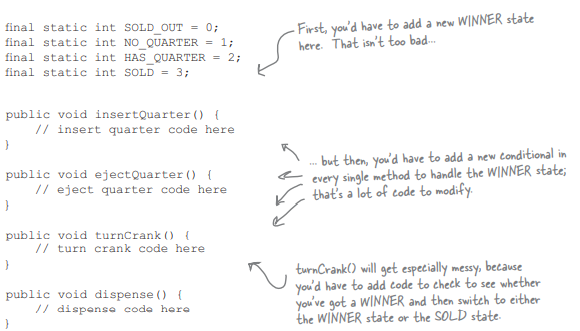 final static int SOLD_OUT = 0;
final static int NO_QUARTER = 1;
final static int HAS_QUARTER = 2;
final static int SOLD = 3;
First, you'd have to add a new WINNER state
here. That isn't too bad...
public void insertQuarter() {
// insert quarter code here
}
public void ejectQuarter() {
// eject quarter code here
}
public void turnCrank() {
// turn crank code here
}
public void dispense() {
// dispense code here
}
... but then, you'd have to add a new conditional in
every single method to handle the WINNER state;
that's a lot of code to modify.
turnCrank() will get especially messy, because
you'd have to add code to check to see whether
you've got a WINNER and then switch to either
the WINNER state or the SOLD state.